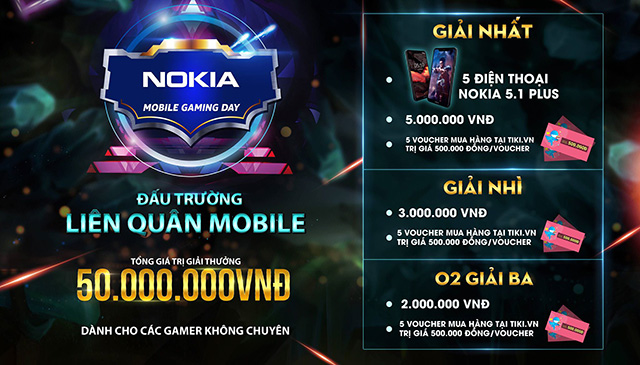 NOKIA
MOBILE GAMING DAY
ĐẤU TRƯỜNG
LIÊN QUÂN MOBILE
TỔNG GIÁ TRỊ GIẢI THƯỞNG
50.000.000VNĐ
DÀNH CHO CÁC GAMER KHÔNG CHUYÊN
GIẢI NHẤT
5 ĐIỆN THOẠI
NOKIA 5.1 PLUS
5.000.000 VNĐ
5 VOUCHER MUA HÀNG TẠI TIKI.VN
TRỊ GIÁ 500.000 ĐỒNG/VOUCHER
GIẢI NHÌ
3.000.000 VNĐ
5 VOUCHER MUA HÀNG TẠI TIKI.VN
TRỊ GIÁ 500.000 ĐỒNG/VOUCHER
02 GIẢI BA
2.000.000 VNĐ
5 VOUCHER MUA HÀNG TẠI TIKI.VN
TRỊ GIÁ 500.000 ĐỒNG/VOUCHER